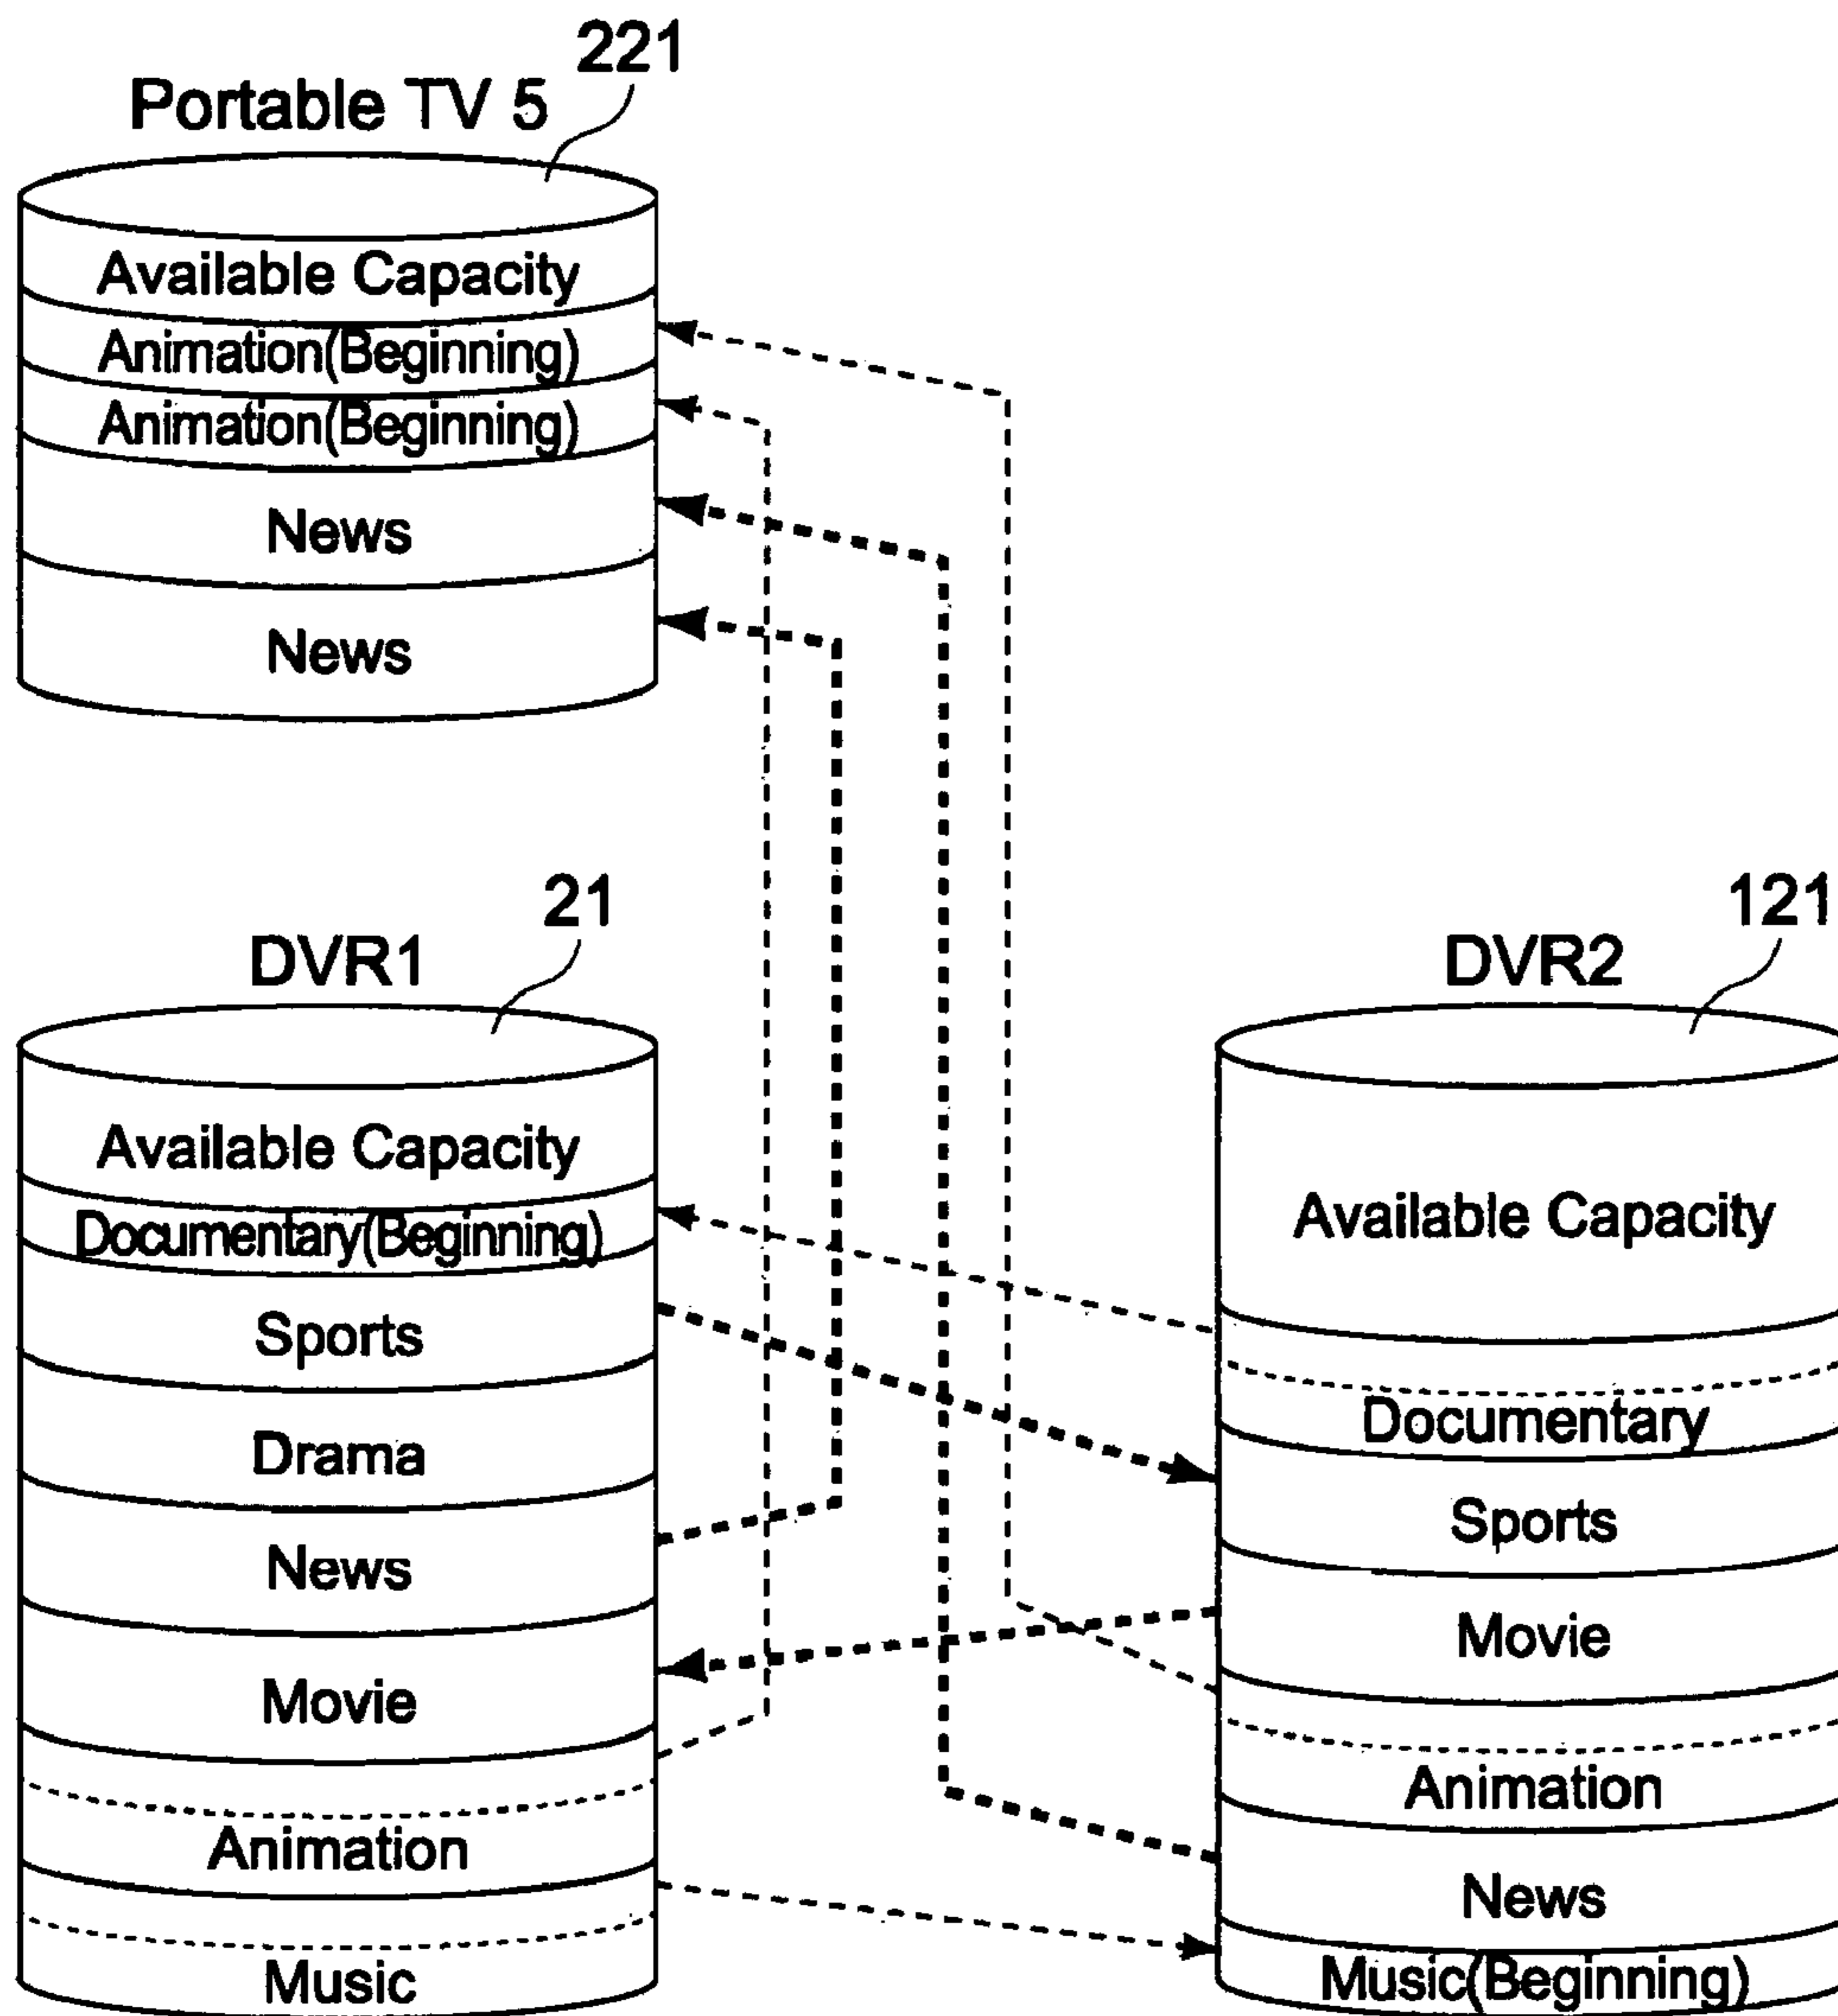 221
Portable TV 5
Available Capacity
Animation(Beginning)
Animation(Beginning)
News
News
21
DVR1
Available Capacity
Documentary(Beginning)
Sports
Drama
News
Movie
Animation
Music
121
DVR2
Available Capacity
Documentary
Sports
Movie
Animation
News
Music(Beginning)